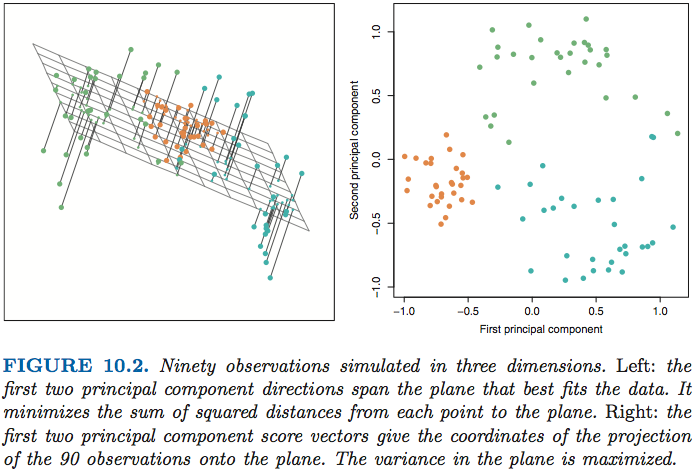 1.0
0.5
0.0
−0.5
−1.0
Second principal component
−1.0 −0.5 0.0 0.5 1.0
First principal component
FIGURE 10.2. Ninety observations simulated in three dimensions. Left: the
first two principal component directions span the plane that best fits the data. It
minimizes the sum of squared distances from each point to the plane. Right: the
first two principal component score vectors give the coordinates of the projection
of the 90 observations onto the plane. The variance in the plane is maximized.